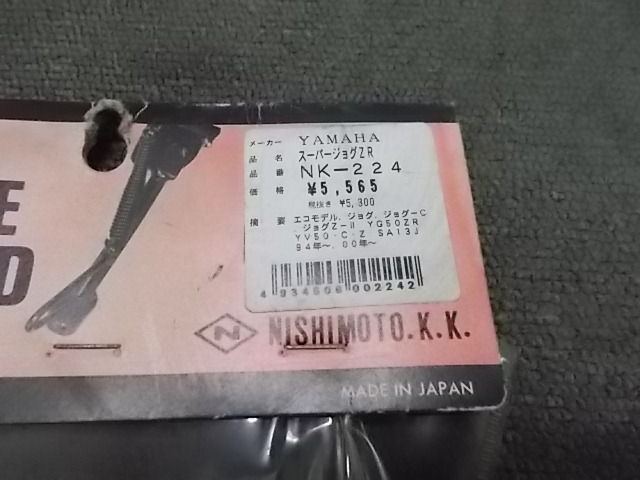 メーカー YAMAHA
品 名 スーパージョグZR
品 番 NK-224
価 格 ¥5,565
税抜き ¥5,300
摘 要 エコモデル、ジョグ、ジョグ-C
ジョグZ-II YG50ZR
YV50・C・Z SA13J
94年~、00年~
4 934606 002242
E
D
N NISHIMOTO.K.K.
MADE IN JAPAN